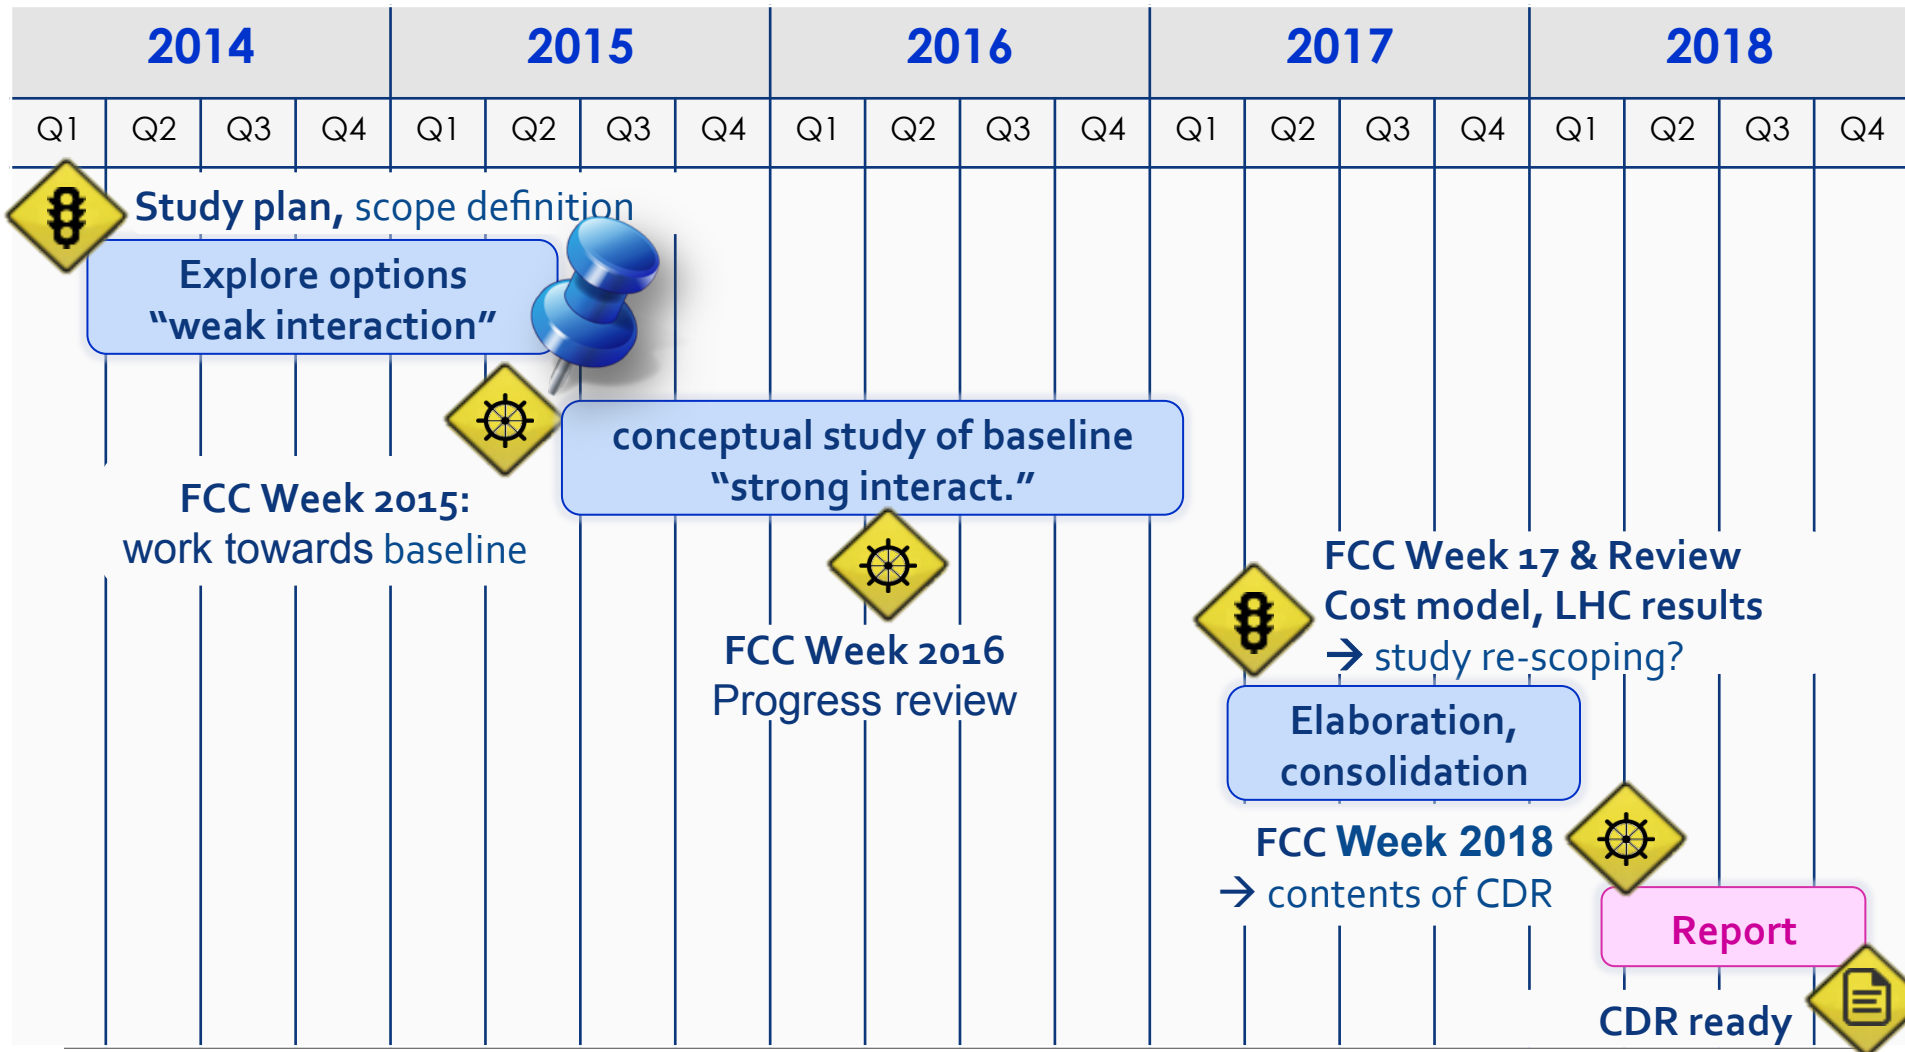 2014 2015 2016 2017 2018
Q1 Q2 Q3 Q4 Q1 Q2 Q3 Q4 Q1 Q2 Q3 Q4 Q1 Q2 Q3 Q4 Q1 Q2 Q3 Q4
Study plan, scope definition
Explore options
“weak interaction”
conceptual study of baseline
“strong interact.”
FCC Week 2015:
work towards baseline
FCC Week 2016
Progress review
FCC Week 17 & Review
Cost model, LHC results
→ study re-scoping?
Elaboration,
consolidation
FCC Week 2018
→ contents of CDR
Report
CDR ready